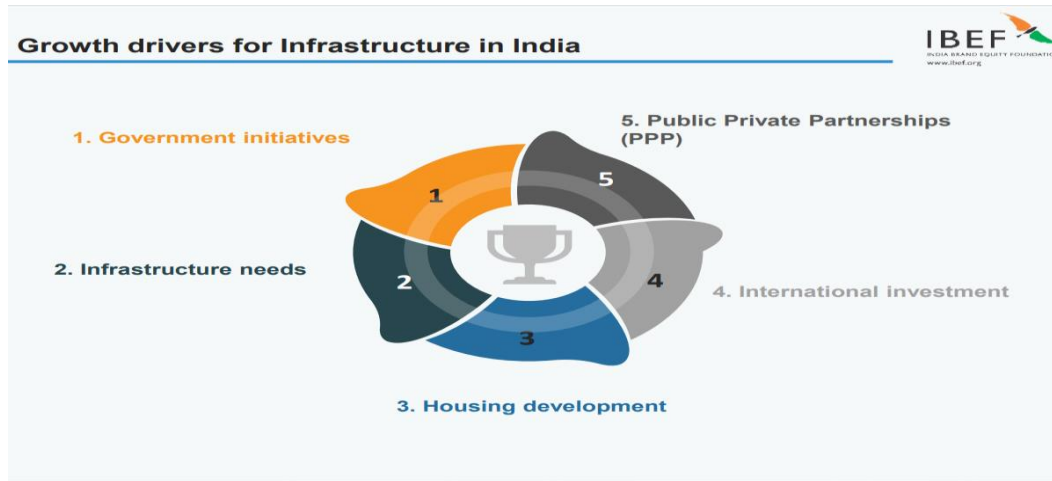 Growth drivers for Infrastructure in India
IBEF
INDIA BRAND EQUITY FOUNDATION
www.ibef.org
1. Government initiatives
5. Public Private Partnerships
(PPP)
1
5
2. Infrastructure needs
2
4
4. International investment
3
3. Housing development